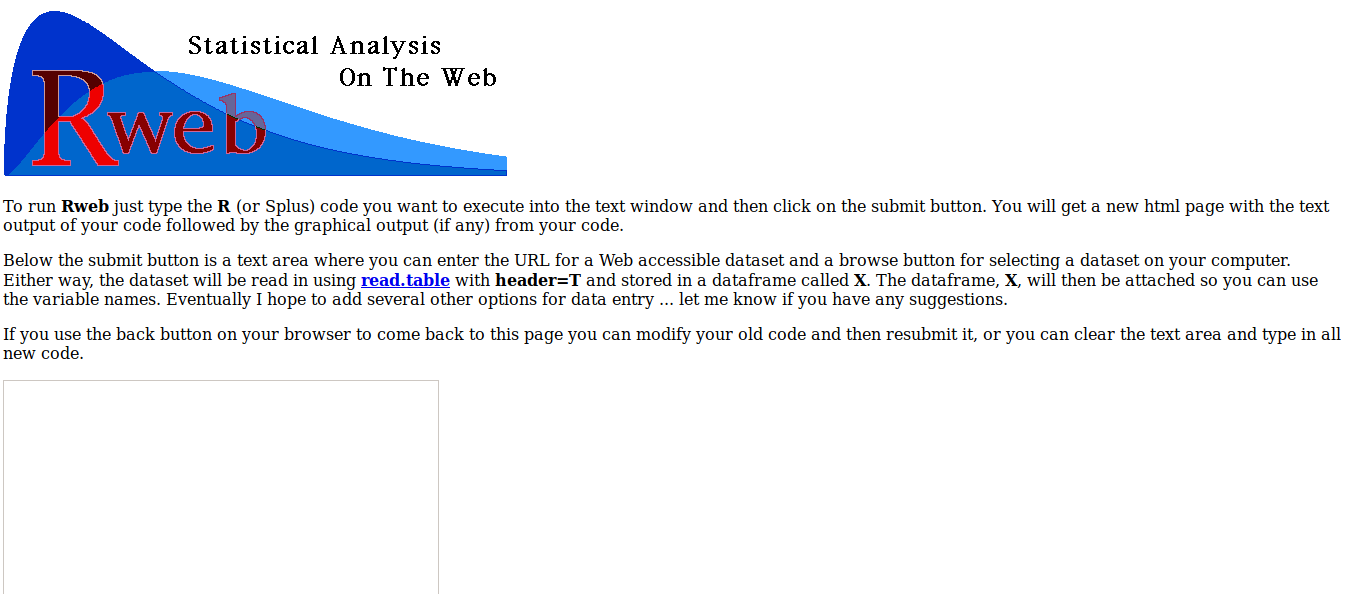 Statistical Analysis
On The Web
Rweb
To run Rweb just type the R (or Splus) code you want to execute into the text window and then click on the submit button. You will get a new html page with the text
output of your code followed by the graphical output (if any) from your code.
Below the submit button is a text area where you can enter the URL for a Web accessible dataset and a browse button for selecting a dataset on your computer.
Either way, the dataset will be read in using read.table with header=T and stored in a dataframe called X. The dataframe, X, will then be attached so you can use
the variable names. Eventually I hope to add several other options for data entry ... let me know if you have any suggestions.
If you use the back button on your browser to come back to this page you can modify your old code and then resubmit it, or you can clear the text area and type in all
new code.